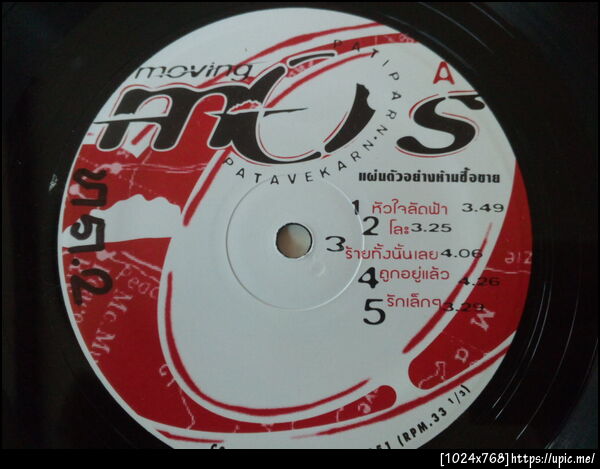 moving
mos
PATIPARN
PATAVEKARN
A
แผ่นตัวอย่างห้ามซื้อขาย
1 หัวใจลัดฟ้า 3.49
2 โละ 3.25
3 ร้ายทั้งนั้นเลย 4.06
4 ถูกอยู่แล้ว 4.26
5 รักเล็กๆ 3.29
(RPM.33 1/3)
[1024x768]https://upic.me/